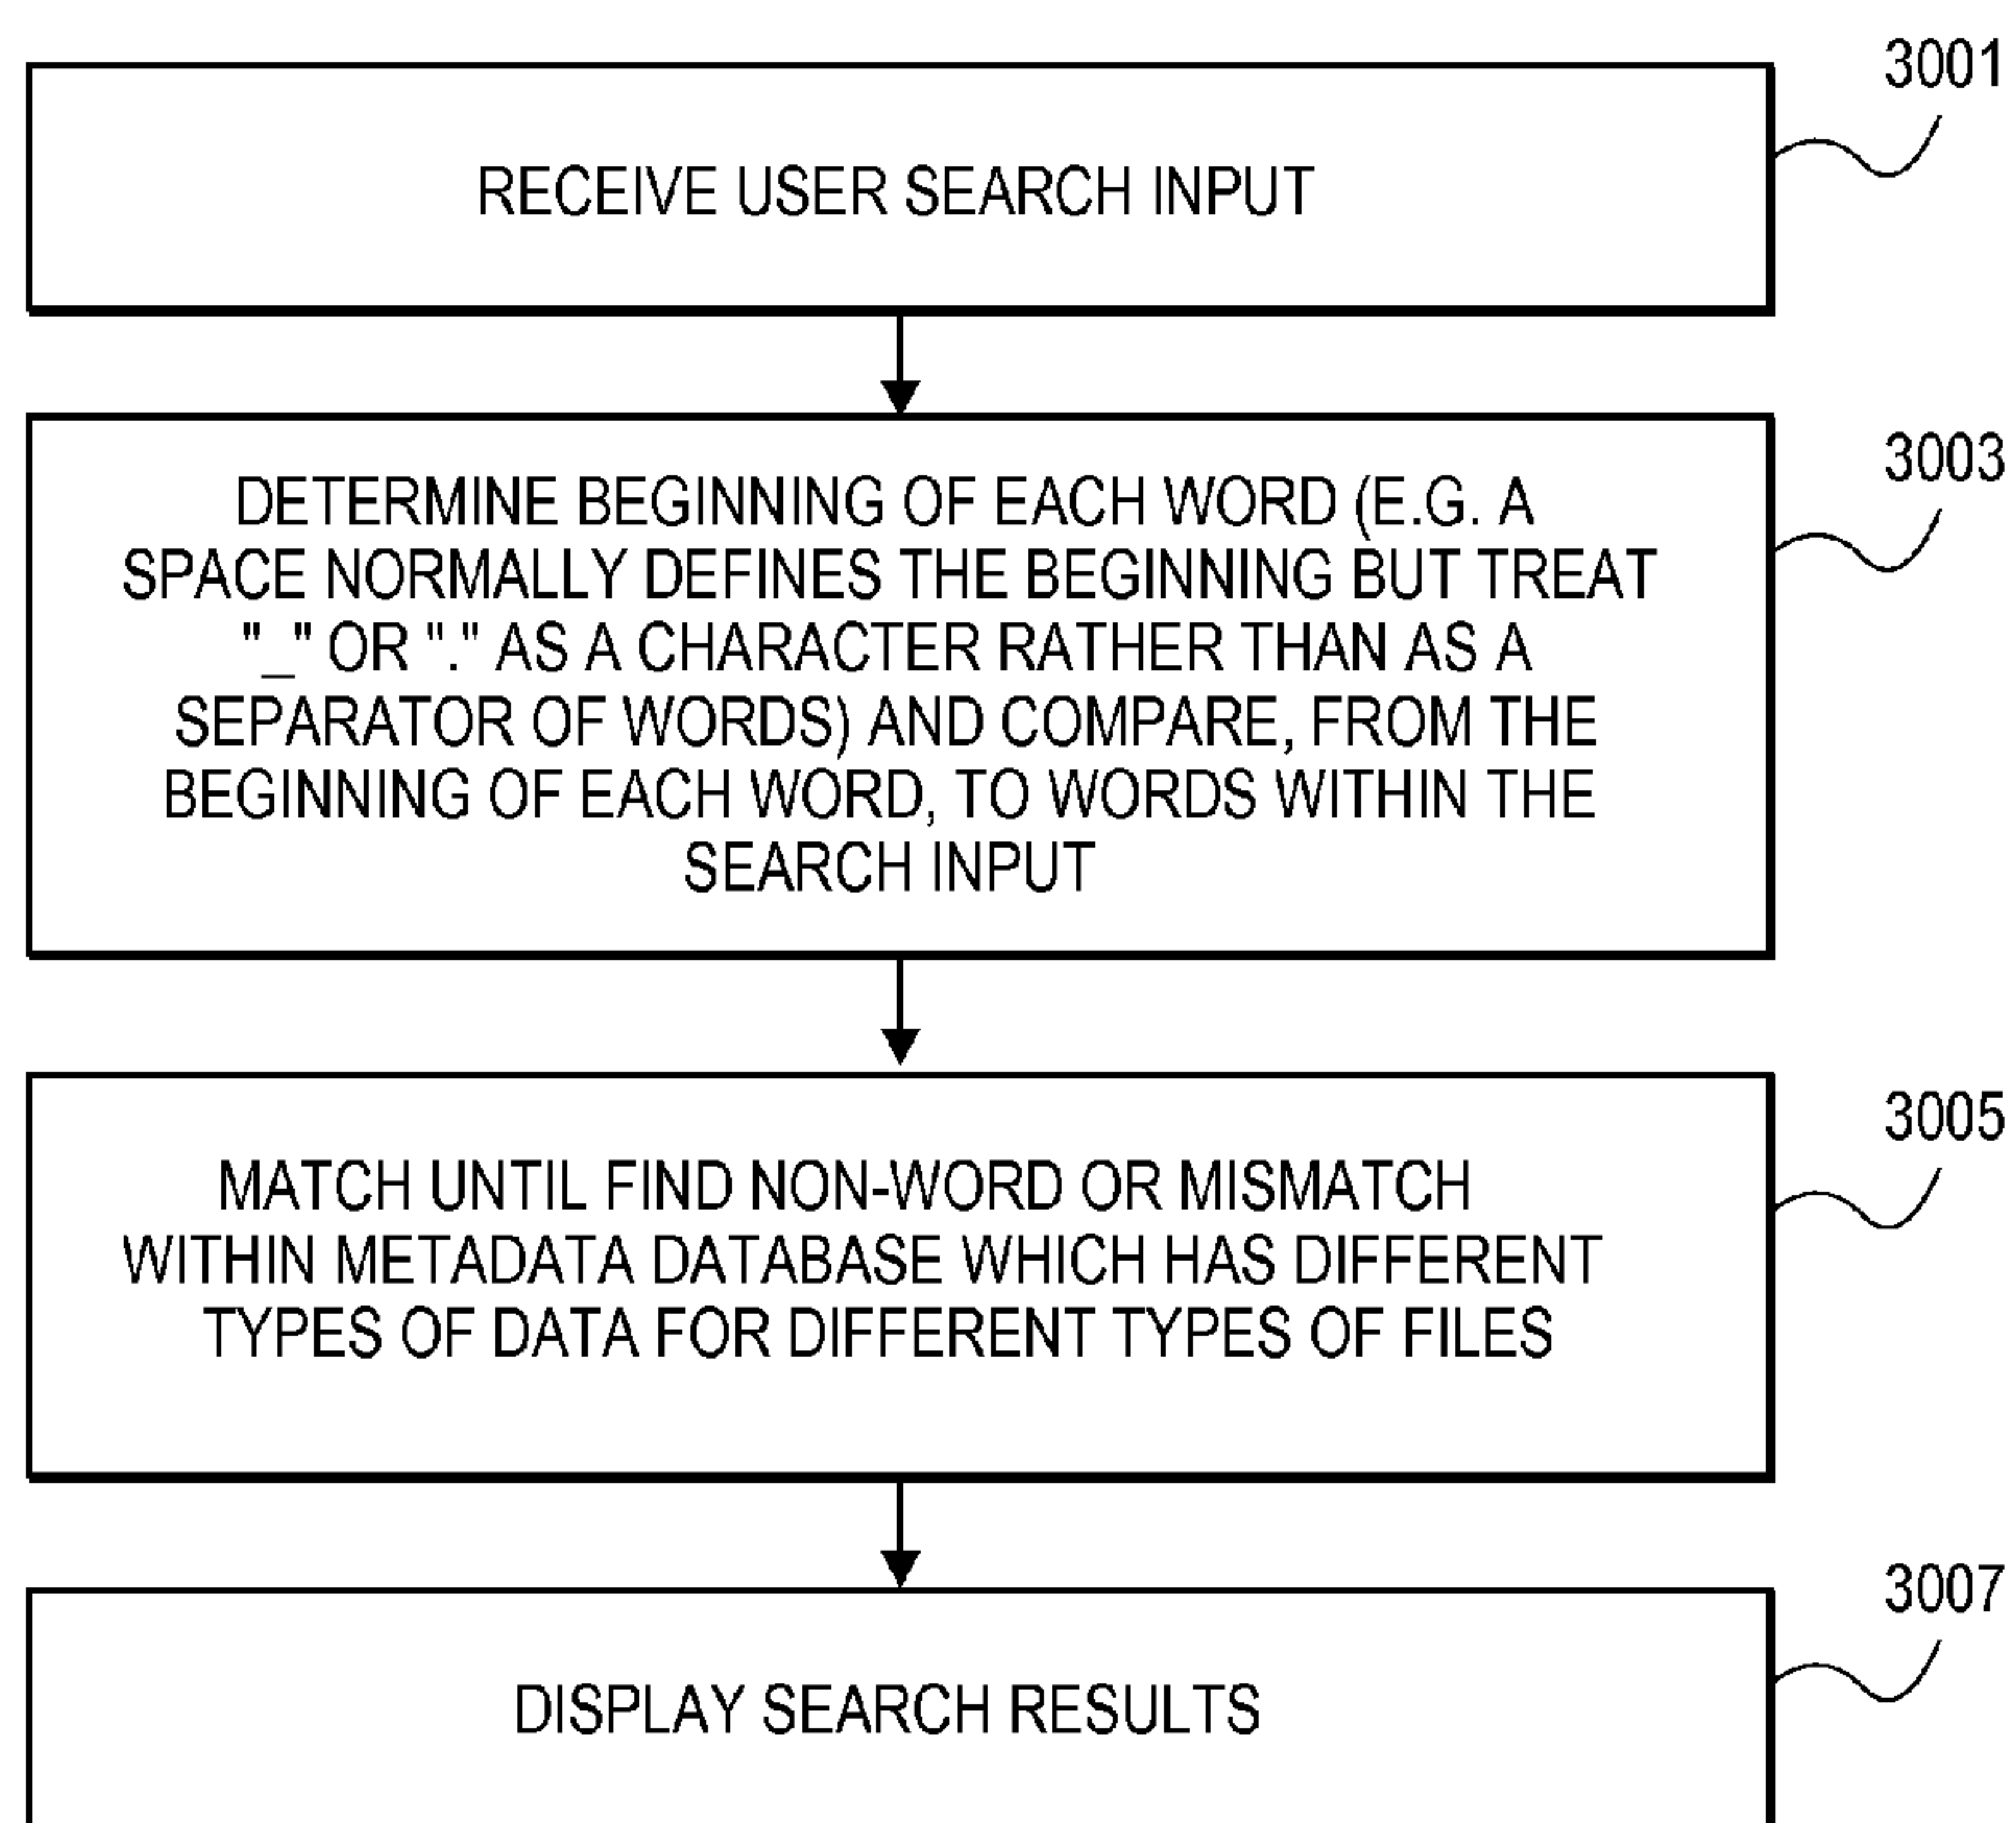 3001
RECEIVE USER SEARCH INPUT
3003
DETERMINE BEGINNING OF EACH WORD (E.G. A
SPACE NORMALLY DEFINES THE BEGINNING BUT TREAT
"_" OR "." AS A CHARACTER RATHER THAN AS A
SEPARATOR OF WORDS) AND COMPARE, FROM THE
BEGINNING OF EACH WORD, TO WORDS WITHIN THE
SEARCH INPUT
3005
MATCH UNTIL FIND NON-WORD OR MISMATCH
WITHIN METADATA DATABASE WHICH HAS DIFFERENT
TYPES OF DATA FOR DIFFERENT TYPES OF FILES
3007
DISPLAY SEARCH RESULTS